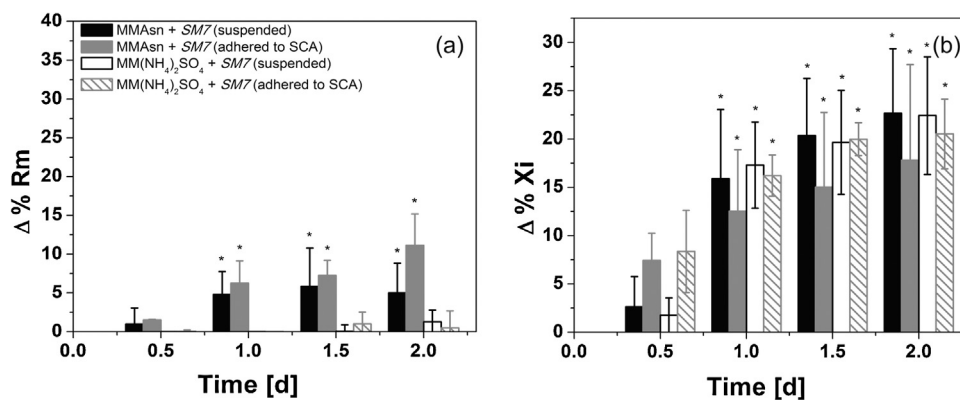 (a)
MMAsn + SM7 (suspended)
MMAsn + SM7 (adhered to SCA)
MM(NH₄)₂SO₄ + SM7 (suspended)
MM(NH₄)₂SO₄ + SM7 (adhered to SCA)
Δ % Rm
40
35
30
25
20
15
10
5
0
* * * * * *
0.0 0.5 1.0 1.5 2.0
Time [d]
(b)
Δ % Xi
30
25
20
15
10
5
0
* * * * * * * * * * * *
0.0 0.5 1.0 1.5 2.0
Time [d]